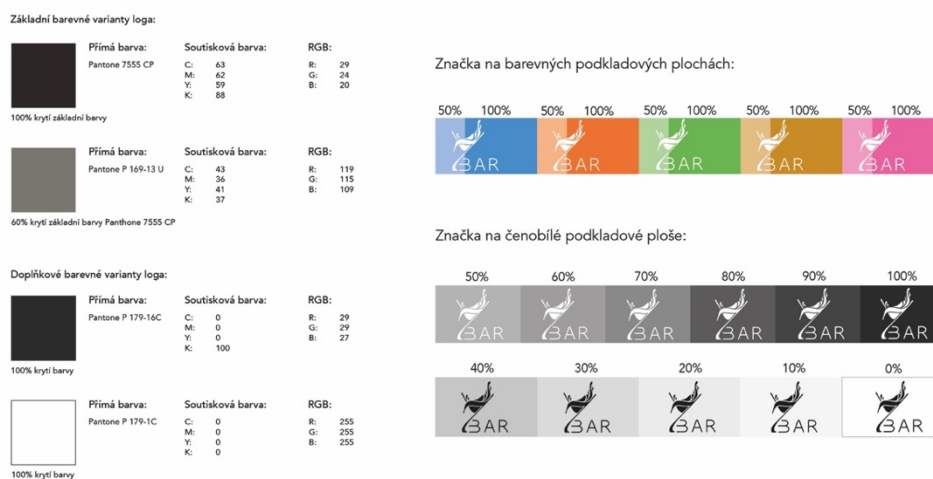 Základní barevné varianty loga:
Přímá barva: Soutisková barva: RGB:
Pantone 7555 CP C: 63 R: 29
M: 62 G: 24
Y: 59 B: 20
K: 88
100% krytí základní barvy
Přímá barva: Soutisková barva: RGB:
Pantone P 169-13 U C: 43 R: 119
M: 36 G: 115
Y: 41 B: 109
K: 37
60% krytí základní barvy Panthone 7555 CP
Doplňkové barevné varianty loga:
Přímá barva: Soutisková barva: RGB:
Pantone P 179-16C C: 0 R: 29
M: 0 G: 29
Y: 0 B: 27
K: 100
100% krytí barvy
Přímá barva: Soutisková barva: RGB:
Pantone P 179-1C C: 0 R: 255
M: 0 G: 255
Y: 0 B: 255
K: 0
100% krytí barvy
Značka na barevných podkladových plochách:
50% 100% 50% 100% 50% 100% 50% 100% 50% 100%
BAR BAR BAR BAR BAR
Značka na čenobílé podkladové ploše:
50% 60% 70% 80% 90% 100%
BAR BAR BAR BAR BAR BAR
40% 30% 20% 10% 0%
BAR BAR BAR BAR BAR